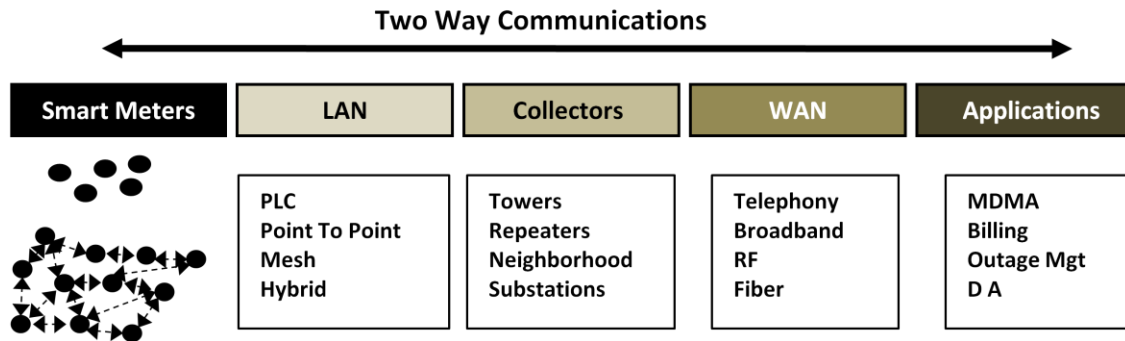 Two Way Communications
Smart Meters
LAN
Collectors
WAN
Applications
PLC
Point To Point
Mesh
Hybrid
Towers
Repeaters
Neighborhood
Substations
Telephony
Broadband
RF
Fiber
MDMA
Billing
Outage Mgt
D A